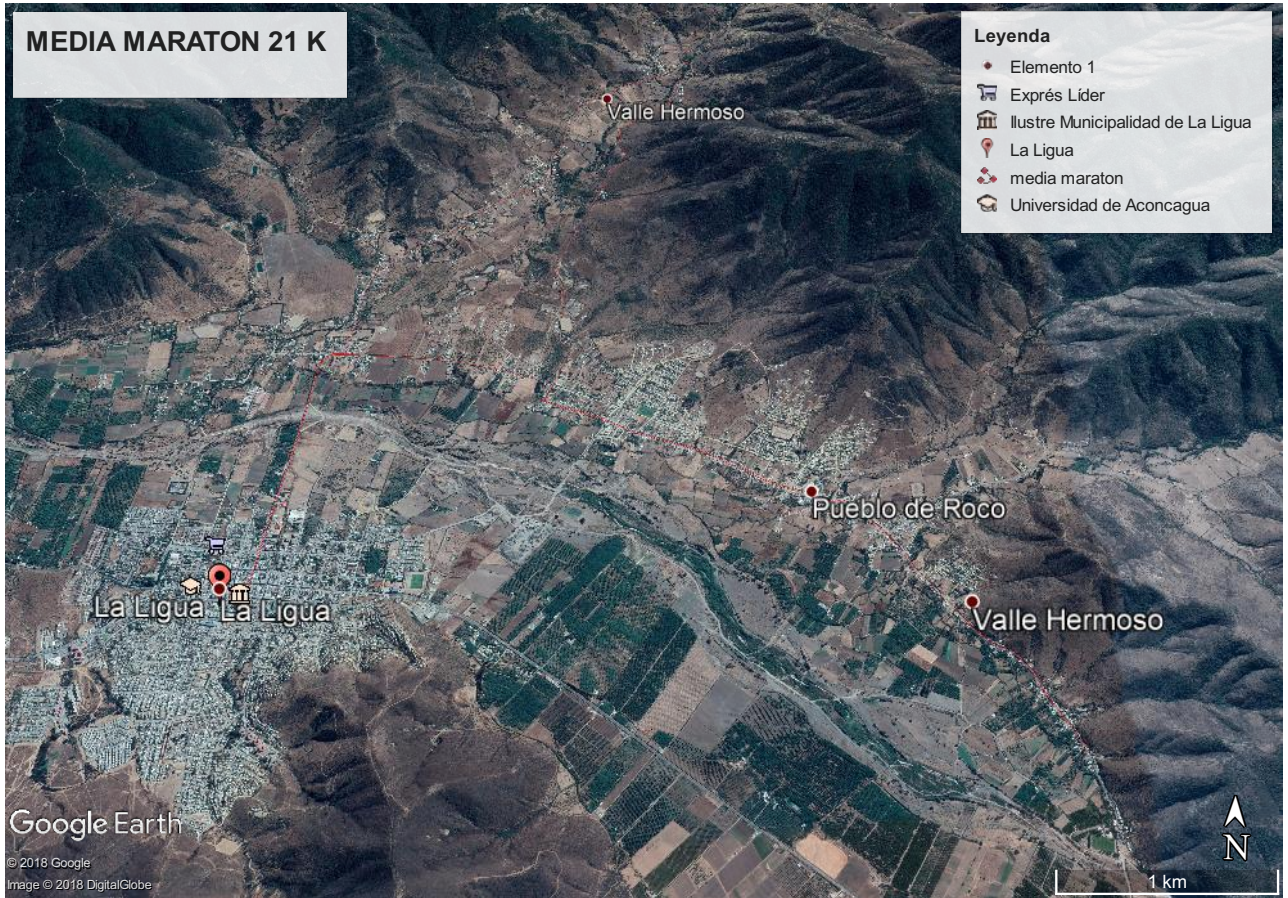 MEDIA MARATON 21 K
Leyenda
Elemento 1
Exprés Líder
Ilustre Municipalidad de La Ligua
La Ligua
media maraton
Universidad de Aconcagua
Valle Hermoso
Pueblo de Roco
La Ligua La Ligua
Valle Hermoso
Google Earth
© 2018 Google
Image © 2018 DigitalGlobe
N
1 km